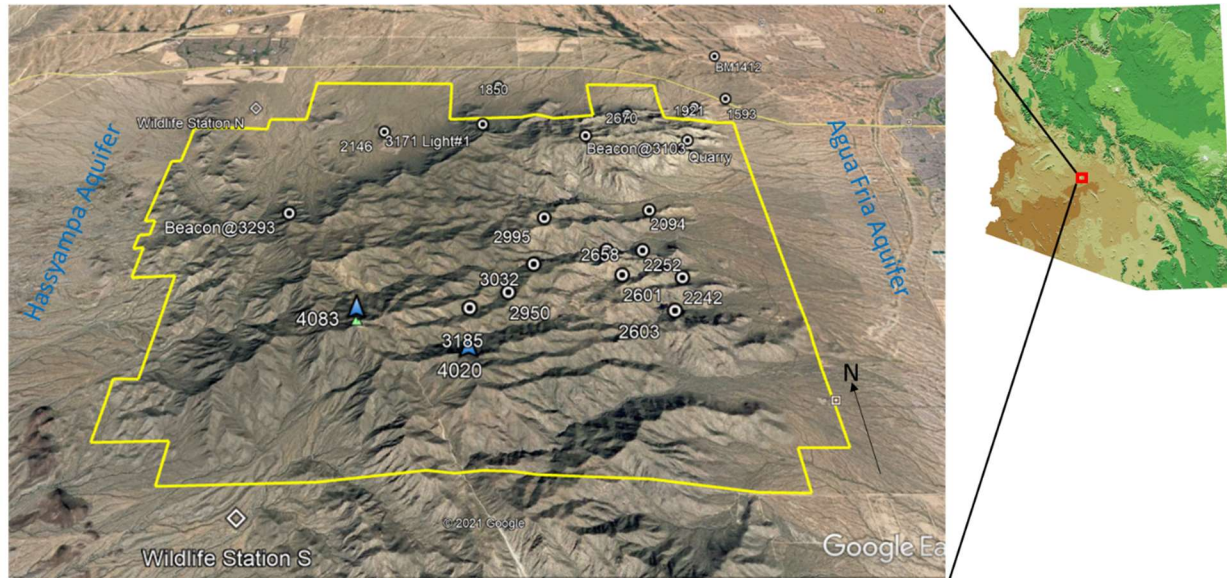 BM1412
1850
1593
1921
2670
Wildlife Station N
2146
3171 Light#1
Beacon@3103
Quarry
Hassyampa Aquifer
Agua Fria Aquifer
Beacon@3293
2995
2094
2658
2252
3032
2601
2242
2950
4083
2603
3185
4020
N
© 2021 Google
Wildlife Station S
Google Ea